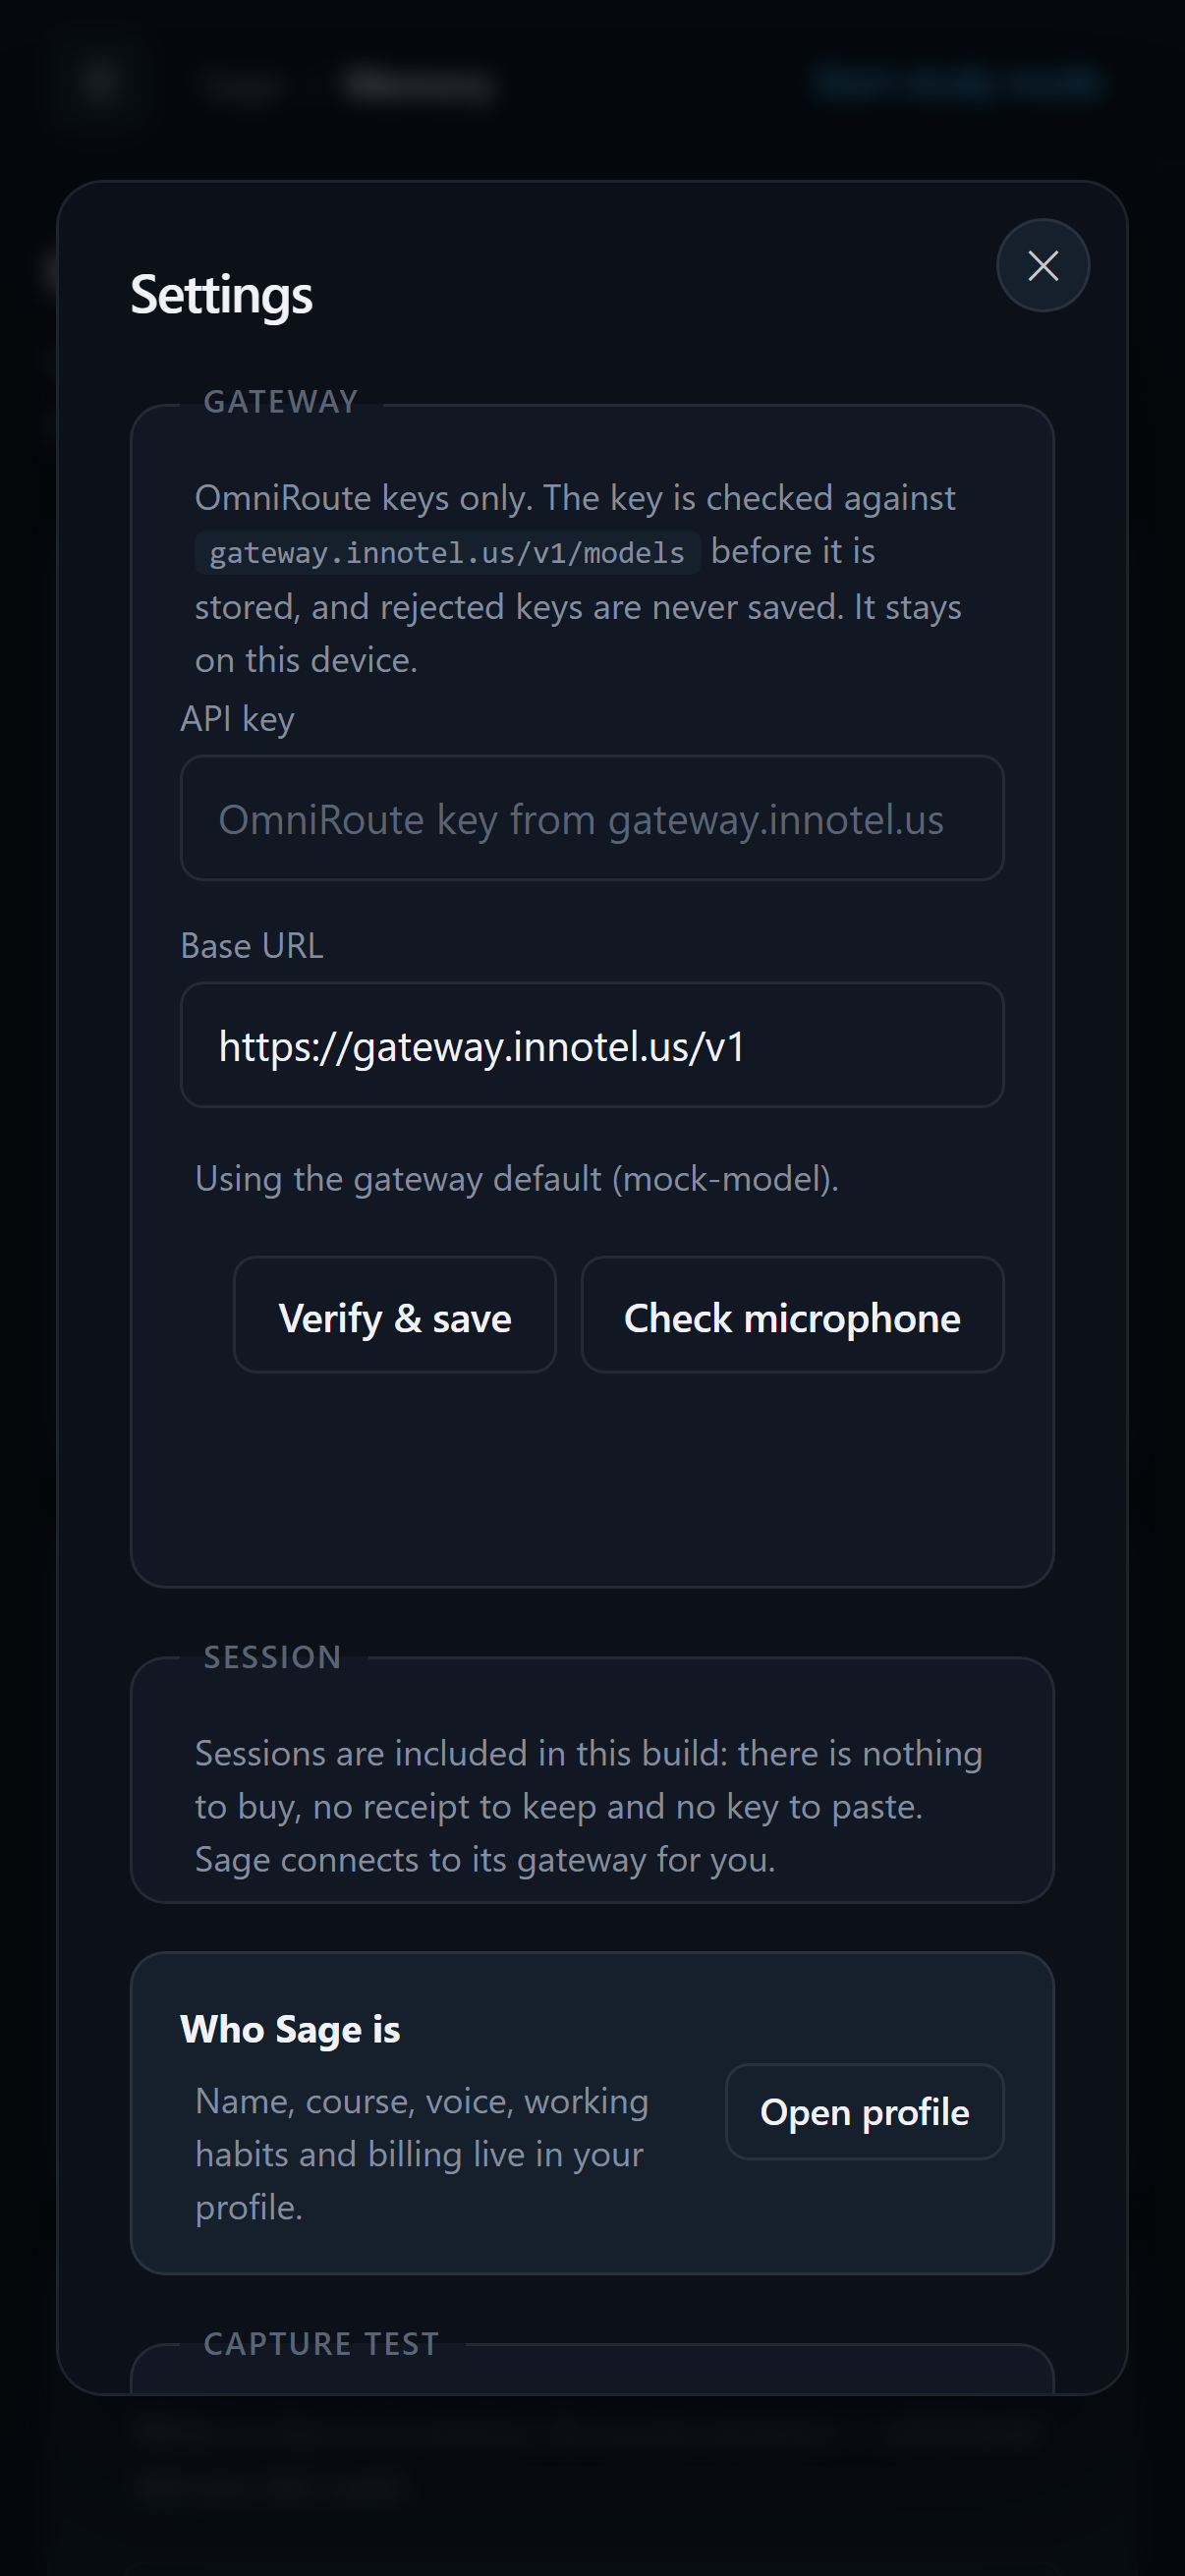 Settings
GATEWAY
OmniRoute keys only. The key is checked against
gateway.innotel.us/v1/models before it is
stored, and rejected keys are never saved. It stays
on this device.
API key
OmniRoute key from gateway.innotel.us
Base URL
https://gateway.innotel.us/v1
Using the gateway default (mock-model).
Verify & save
Check microphone
SESSION
Sessions are included in this build: there is nothing
to buy, no receipt to keep and no key to paste.
Sage connects to its gateway for you.
Who Sage is
Name, course, voice, working
habits and billing live in your
profile.
Open profile
CAPTURE TEST